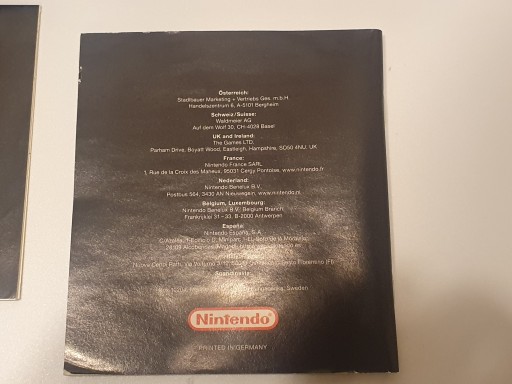 Österreich:
Stadlbauer Marketing + Vertriebs Ges. m.b.H.
Handelszentrum 6, A-5101 Bergheim
Schweiz/Suisse:
Waldmeier AG
Auf dem Wolf 30, CH-4028 Basel
UK and Ireland:
The Games LTD.
Parham Drive, Boyatt Wood, Eastleigh, Hampshire, SO50 4NU, UK
France:
Nintendo France SARL
1, Rue de la Croix des Maheux, 95031 Cergy Pontoise, www.nintendo.fr
Nederland:
Nintendo Benelux B.V.
Postbus 564, 3430 AN Nieuwegein, www.nintendo.nl
Belgium, Luxembourg:
Nintendo Benelux B.V., Belgium Branch
Frankrijklei 31-33, B-2000 Antwerpen
España:
Nintendo España, S.A.
Sweden
Nintendo
PRINTED IN GERMANY